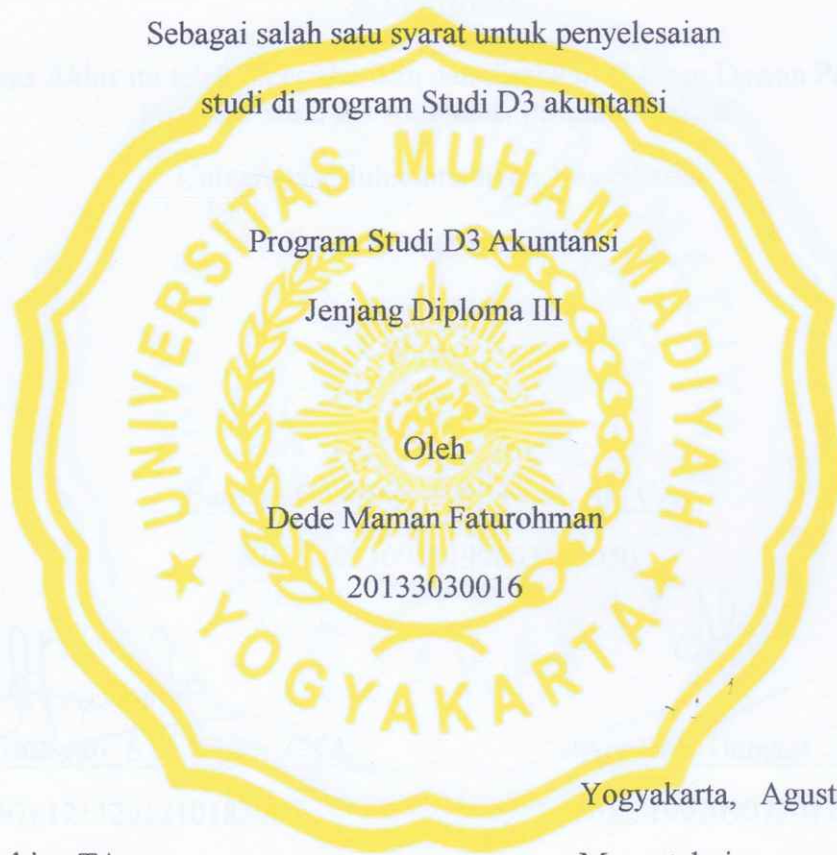 Sebagai salah satu syarat untuk penyelesaian
studi di program Studi D3 akuntansi
UNIVERSITAS MUHAMMADIYAH
Program Studi D3 Akuntansi
Jenjang Diploma III
Oleh
Dede Maman Faturohman
20133030016
★ YOGYAKARTA ★
Yogyakarta, Agust